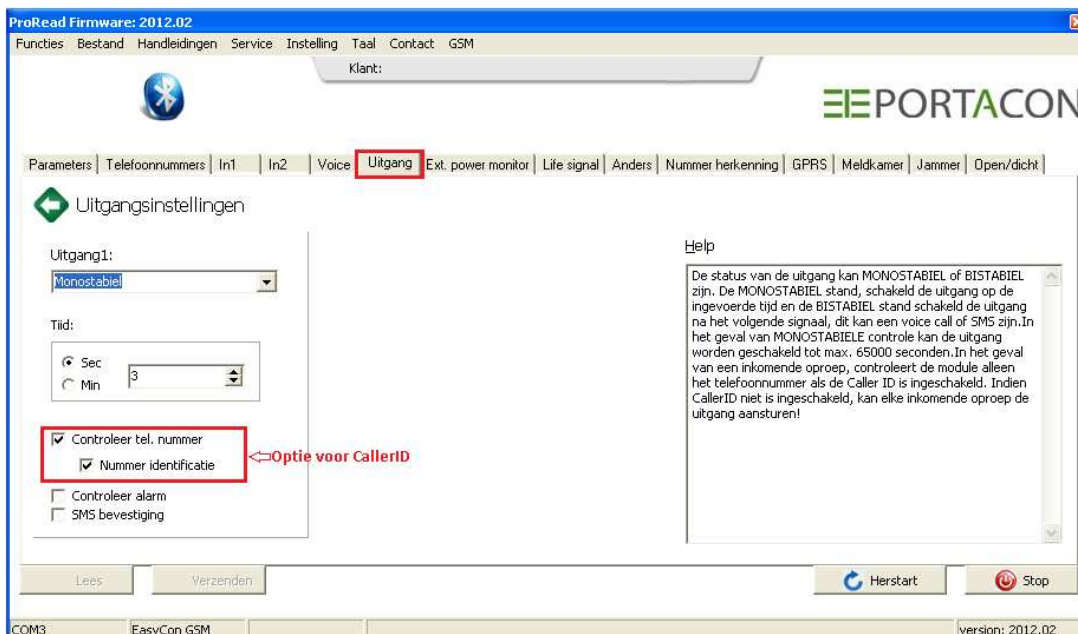 ProRead Firmware: 2012.02
Functies Bestand Handleidingen Service Instelling Taal Contact GSM
Klant:
PORTACON
Parameters Telefoonnummers In1 In2 Voice Uitgang Ext. power monitor Life signal Anders Nummer herkenning GPRS Meldkamer Jammer Open/dicht
Uitgangsinstellingen
Uitgang1:
Monostabiel
Tijd:
Sec
Min
3
Controleer tel. nummer
Nummer identificatie
Optie voor CallerID
Controleer alarm
SMS bevestiging
Help
De status van de uitgang kan MONOSTABIEL of BISTABIEL
zijn. De MONOSTABIEL stand, schakeld de uitgang op de
ingevoerde tijd en de BISTABIEL stand schakeld de uitgang
na het volgende signaal, dit kan een voice call of SMS zijn.In
het geval van MONOSTABIELE controle kan de uitgang
worden geschakeld tot max. 65000 seconden.In het geval
van een inkomende oproep, controleert de module alleen
het telefoonnummer als de Caller ID is ingeschakeld. Indien
CallerID niet is ingeschakeld, kan elke inkomende oproep de
uitgang aansturen!
Lees Verzenden Herstart Stop
COM3 EasyCon GSM version: 2012.02